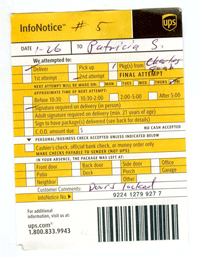 InfoNotice™ # 5
ups
DATE 1-26 To Patricia S.
We attempted to:
Deliver Pick up Pkg(s) from Charles
1st attempt 2nd attempt FINAL ATTEMPT
NEXT ATTEMPT WILL BE MADE ON: MON TUE WED THU FRI
APPROXIMATE TIME OF NEXT ATTEMPT:
Before 10:30 10:30-2:00 2:00-5:00 After 5:00
Signature required on delivery (in person)
Adult signature required on delivery (min. 21 years of age)
Sign to have package(s) delivered (see back for details)
C.O.D. amount due $ NO CASH ACCEPTED
PERSONAL/BUSINESS CHECK ACCEPTED UNLESS INDICATED BELOW
Cashier's check, official bank check, or money order only
MAKE CHECKS PAYABLE TO SENDER (NOT UPS)
IN YOUR ABSENCE, THE PACKAGE WAS LEFT AT:
Front door Back door Side door Office
Porch Deck Patio Garage
Neighbor
Customer Comments:
InfoNotice No. 9224 1279 927 7
For additional
information, visit us at:
ups.com®
1.800.833.9943